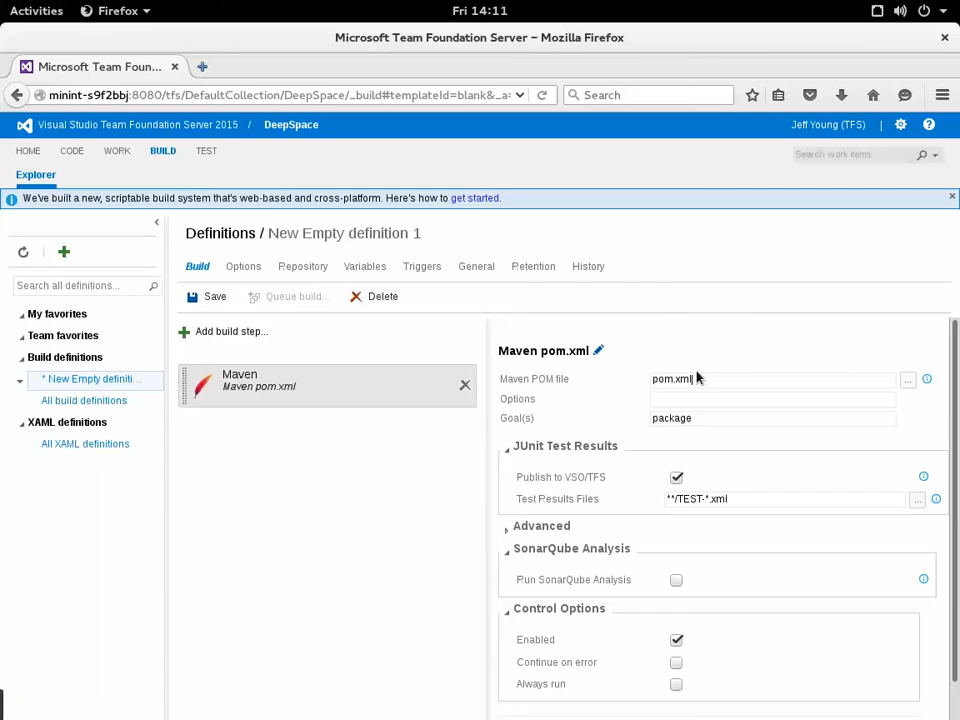 Activities Firefox Fri 14:11
Microsoft Team Foundation Server – Mozilla Firefox
Microsoft Team Foun...
minint-s9f2bbj:8080/tfs/DefaultCollection/DeepSpace/_build#templateId=blank&_a= Search
Visual Studio Team Foundation Server 2015 / DeepSpace Jeff Young (TFS) |
HOME CODE WORK BUILD TEST Search work items
Explorer
We've built a new, scriptable build system that's web-based and cross-platform. Here's how to get started.
Definitions / New Empty definition 1
Build Options Repository Variables Triggers General Retention History
Search all definitions...
Save Queue build... Delete
My favorites
Team favorites
Build definitions
* New Empty definiti...
All build definitions
XAML definitions
All XAML definitions
Add build step...
Maven
Maven pom.xml
Maven pom.xml
Maven POM file pom.xml ...
Options
Goal(s) package
JUnit Test Results
Publish to VSO/TFS
Test Results Files **/TEST-*.xml ...
Advanced
SonarQube Analysis
Run SonarQube Analysis
Control Options
Enabled
Continue on error
Always run